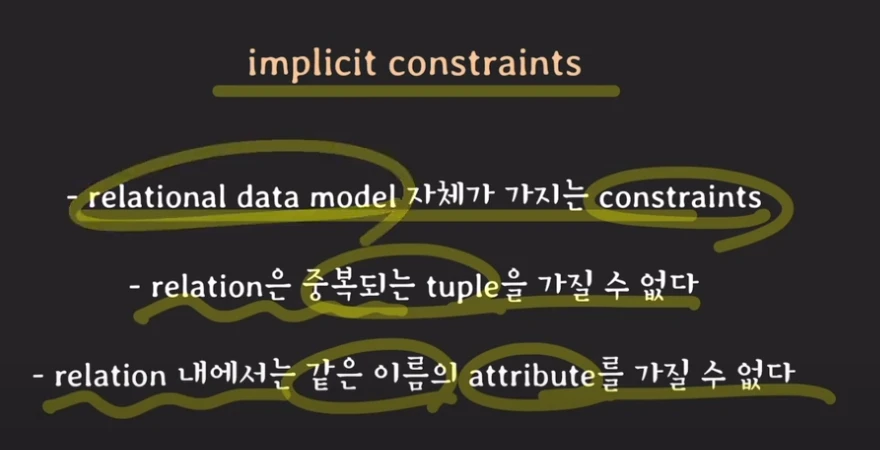 implicit constraints
- relational data model 자체가 가지는 constraints
- relation은 중복되는 tuple을 가질 수 없다
- relation 내에서는 같은 이름의 attribute를 가질 수 없다